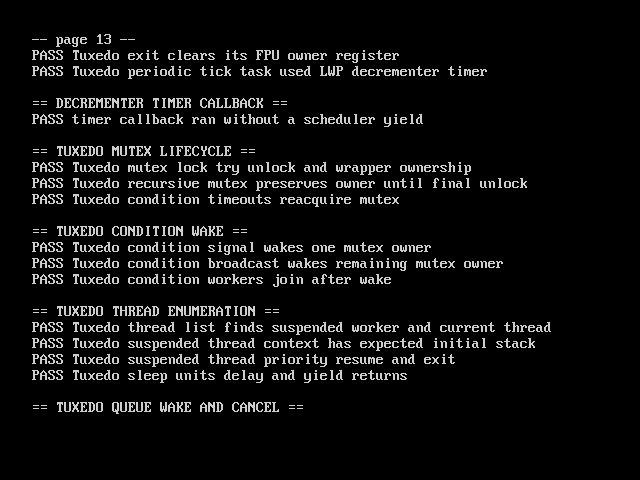 -- page 13 --
PASS Tuxedo exit clears its FPU owner register
PASS Tuxedo periodic tick task used LWP decrementer timer
== DECREMENTER TIMER CALLBACK ==
PASS timer callback ran without a scheduler yield
== TUXEDO MUTEX LIFECYCLE ==
PASS Tuxedo mutex lock try unlock and wrapper ownership
PASS Tuxedo recursive mutex preserves owner until final unlock
PASS Tuxedo condition timeouts reacquire mutex
== TUXEDO CONDITION WAKE ==
PASS Tuxedo condition signal wakes one mutex owner
PASS Tuxedo condition broadcast wakes remaining mutex owner
PASS Tuxedo condition workers join after wake
== TUXEDO THREAD ENUMERATION ==
PASS Tuxedo thread list finds suspended worker and current thread
PASS Tuxedo suspended thread context has expected initial stack
PASS Tuxedo suspended thread priority resume and exit
PASS Tuxedo sleep units delay and yield returns
== TUXEDO QUEUE WAKE AND CANCEL ==